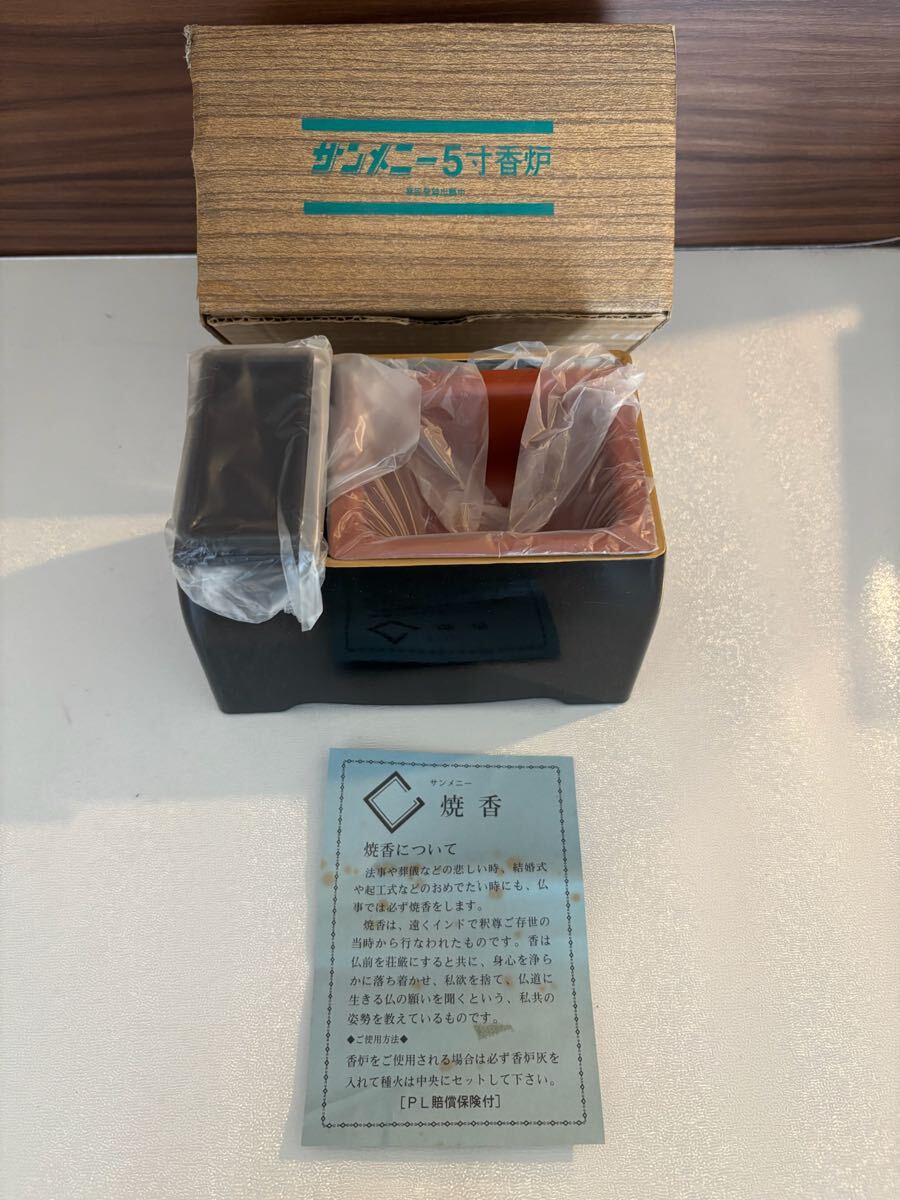 サンメニー5寸香炉
意匠登録出願中
サンメニー
焼香
焼香について
法事や葬儀などの悲しい時、結婚式
や起工式などのおめでたい時にも、仏
事では必ず焼香をします。
焼香は、遠くインドで釈尊ご存世の
当時から行なわれたものです。香は
仏前を荘厳にすると共に、身心を浄ら
かに落ち着かせ、私欲を捨て、仏道に
生きる仏の願いを聞くという、私共の
姿勢を教えているものです。
◆ご使用方法◆
香炉をご使用される場合は必ず香炉灰を
入れて種火は中央にセットして下さい。
［PL賠償保険付］